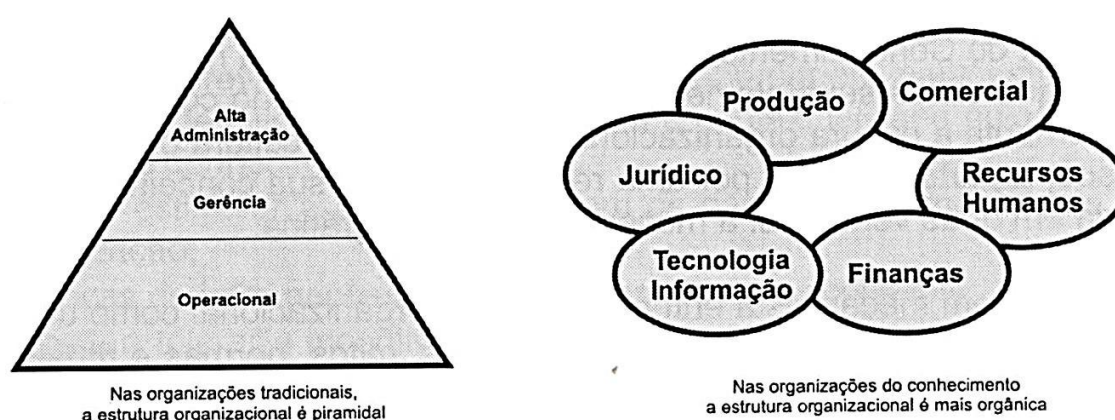 Alta
Administração
Gerência
Operacional
Nas organizações tradicionais,
a estrutura organizacional é piramidal
Produção
Comercial
Jurídico
Recursos
Humanos
Tecnologia
Informação
Finanças
Nas organizações do conhecimento
a estrutura organizacional é mais orgânica